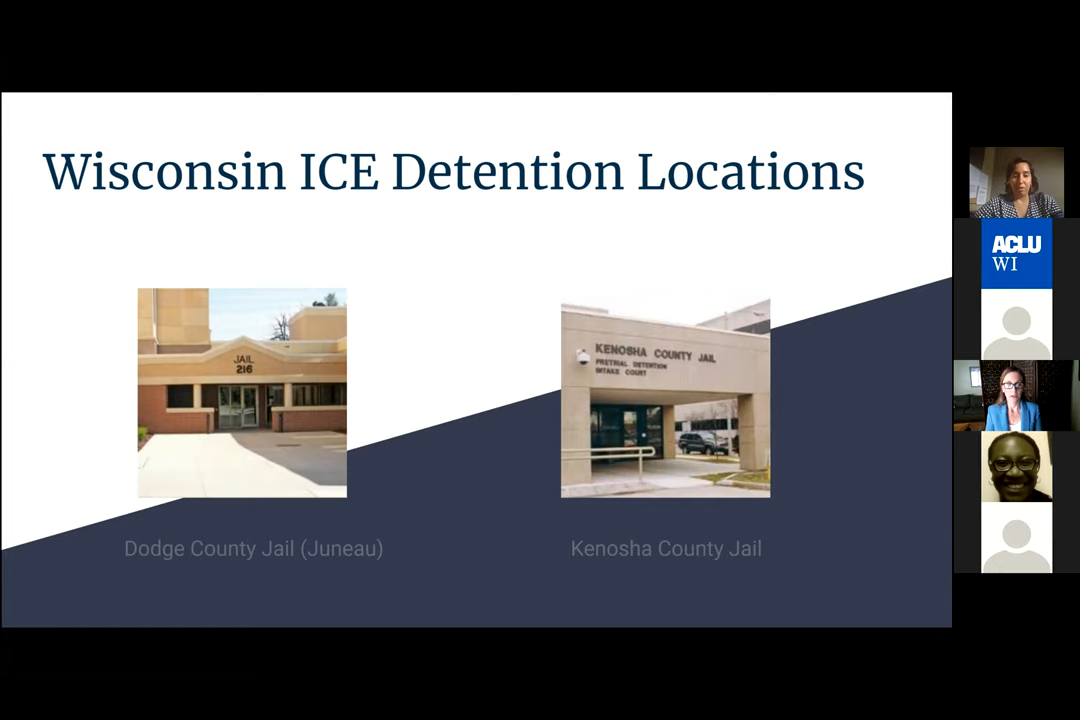 Wisconsin ICE Detention Locations
JAIL
216
KENOSHA COUNTY JAIL
PRETRIAL DETENTION
INTAKE COURT
Dodge County Jail (Juneau)
Kenosha County Jail
ACLU
WI